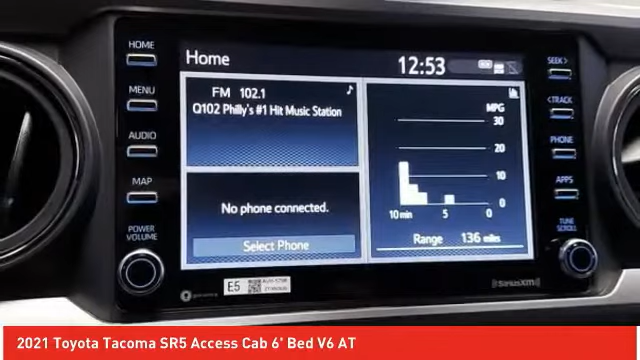 HOME
MENU
AUDIO
MAP
POWER
VOLUME
Home
12:53
FM 102.1
Q102 Philly's #1 Hit Music Station
No phone connected.
Select Phone
MPG
30
20
10
0
10 min 5 0
Range 136 miles
SEEK >
< TRACK
PHONE
APPS
TUNE
SCROLL
E5
SiriusXM
2021 Toyota Tacoma SR5 Access Cab 6' Bed V6 AT